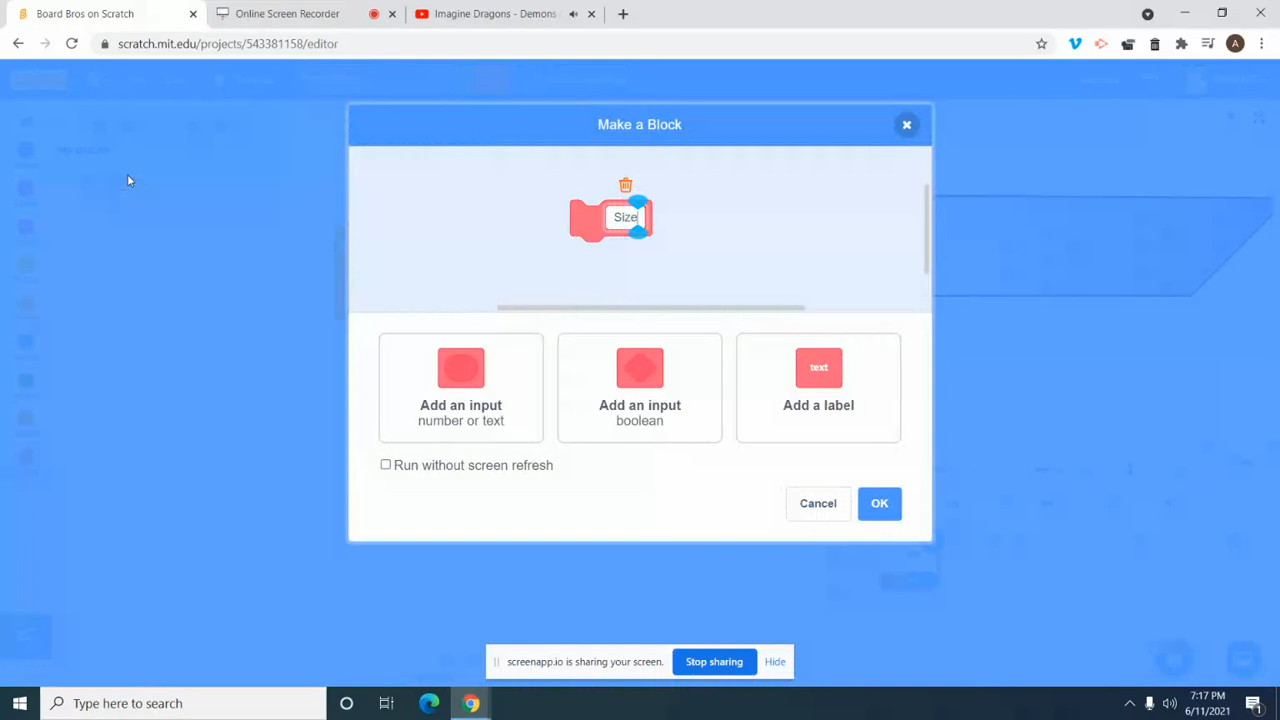 Board Bros on Scratch
Online Screen Recorder
Imagine Dragons - Demons
scratch.mit.edu/projects/543381158/editor
A
Make a Block
Size
Add an input
number or text
Add an input
boolean
text
Add a label
Run without screen refresh
Cancel
OK
screenapp.io is sharing your screen.
Stop sharing
Hide
Type here to search
7:17 PM
6/11/2021
1